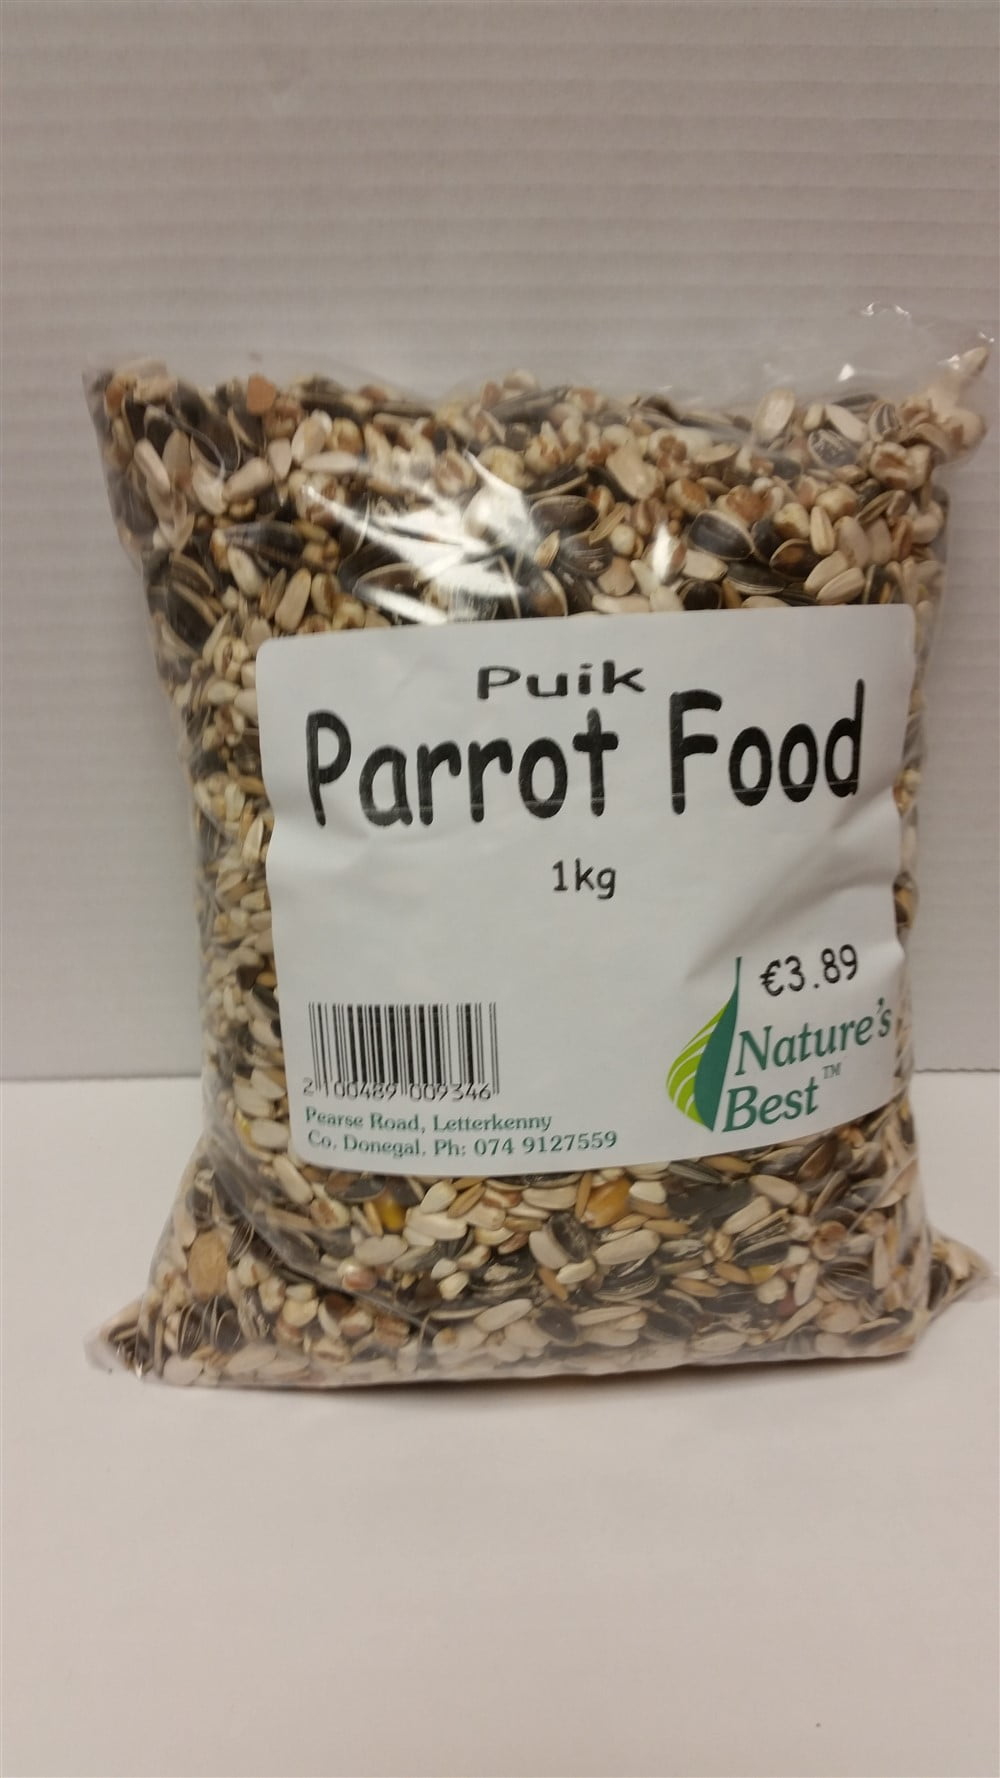 Puik
Parrot Food
1kg
€3.89
Nature's
Best™
2 100489 009346
Pearse Road, Letterkenny
Co. Donegal. Ph: 074 9127559